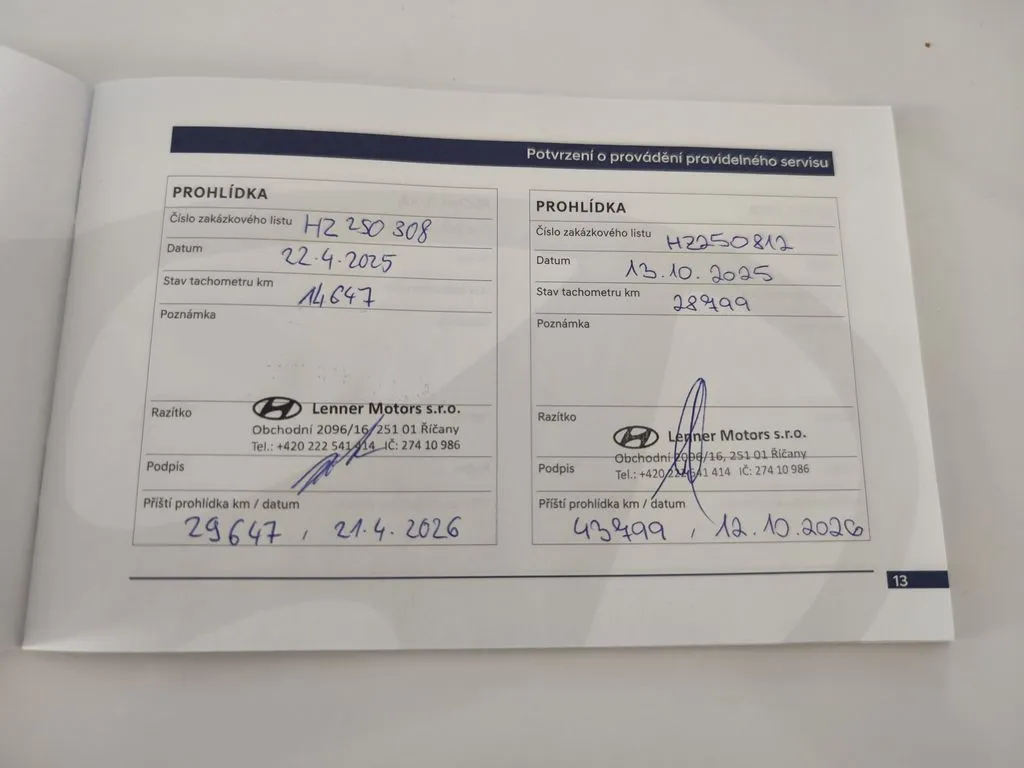 Potvrzení o provádění pravidelného servisu
PROHLÍDKA
Číslo zakázkového listu HZ 250 308
Datum 22.4.2025
Stav tachometru km 14647
Poznámka
Razítko
Lenner Motors s.r.o.
Obchodní 2096/16, 251 01 Říčany
Tel.: +420 222 541 414 IČ: 274 10 986
Podpis
Příští prohlídka km / datum
29647, 21.4.2026
PROHLÍDKA
Číslo zakázkového listu HZ250812
Datum 13.10.2025
Stav tachometru km 28799
Poznámka
Razítko
Lenner Motors s.r.o.
Obchodní 2096/16, 251 01 Říčany
Tel.: +420 222 541 414 IČ: 274 10 986
Podpis
Příští prohlídka km / datum
43799, 12.10.2026
13